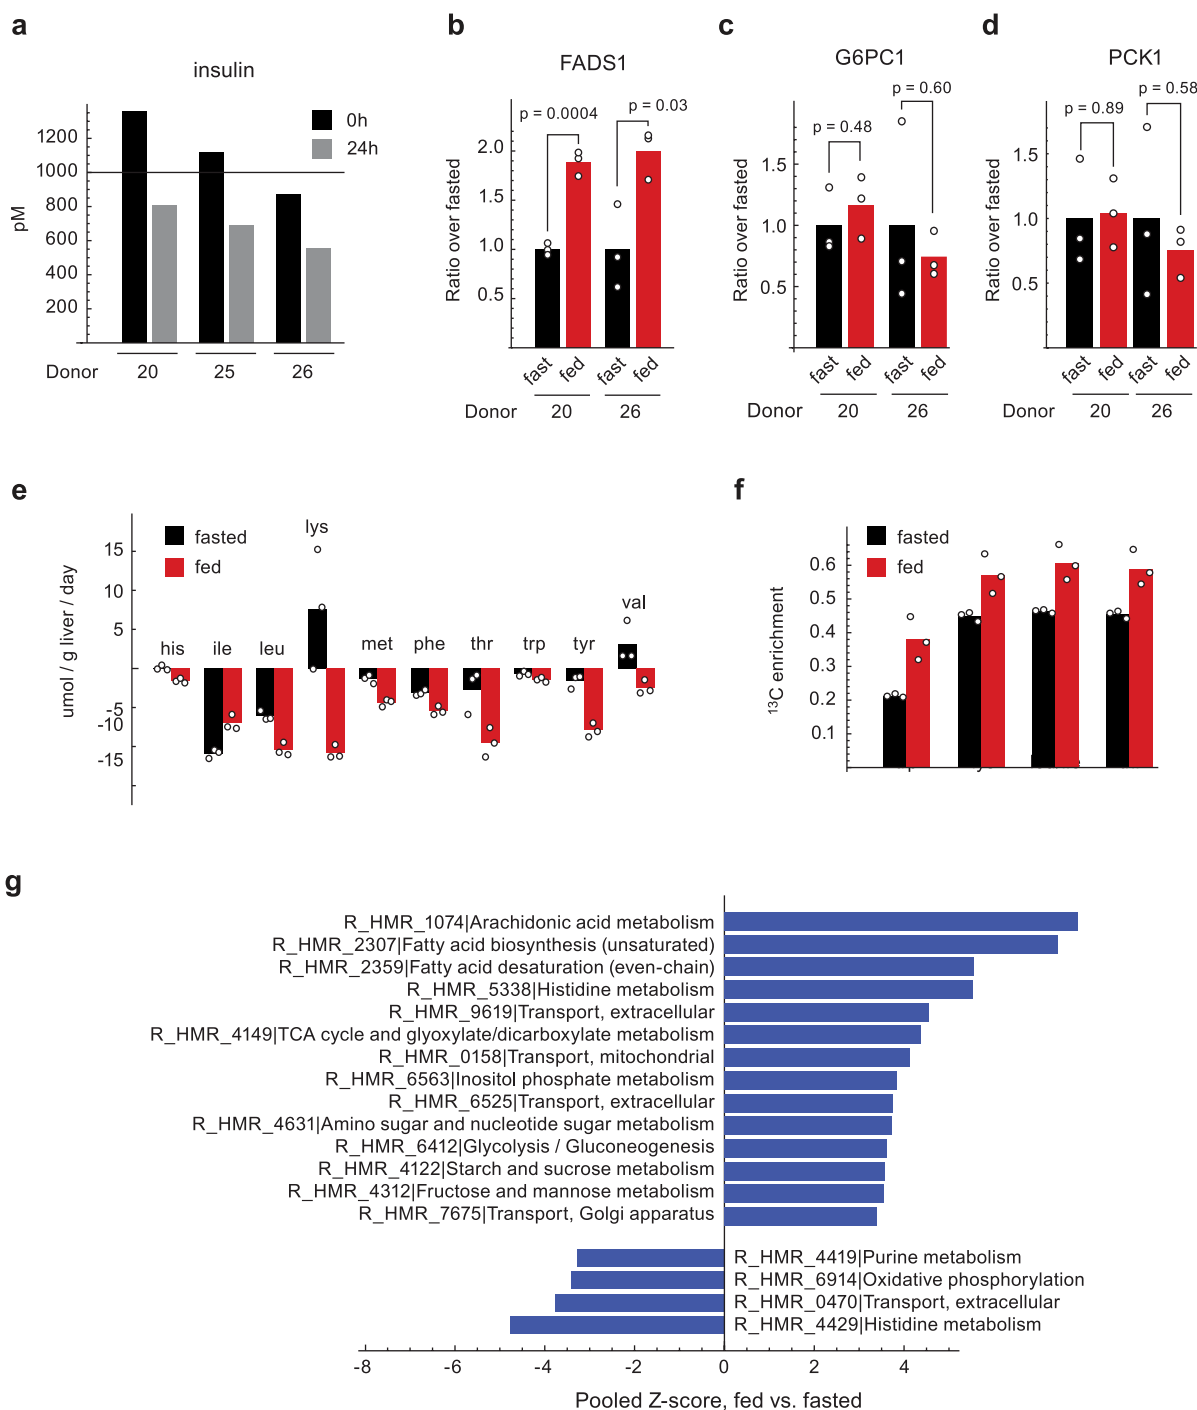 a
insulin
0h
24h
1200
1000
800
600
400
200
pM
Donor
20
25
26
b
FADS1
p = 0.0004
p = 0.03
2.0
1.5
1.0
0.5
Ratio over fasted
fast
fed
fast
fed
Donor
20
26
c
G6PC1
p = 0.60
p = 0.48
1.5
1.0
0.5
Ratio over fasted
fast
fed
fast
fed
Donor
20
26
d
PCK1
p = 0.58
p = 0.89
1.5
1.0
0.5
Ratio over fasted
fast
fed
fast
fed
Donor
20
26
e
fasted
fed
15
10
5
-5
-10
-15
umol / g liver / day
his
ile
leu
lys
met
phe
thr
trp
tyr
val
f
fasted
fed
0.6
0.5
0.4
0.3
0.2
0.1
¹³C enrichment
g
R_HMR_1074|Arachidonic acid metabolism
R_HMR_2307|Fatty acid biosynthesis (unsaturated)
R_HMR_2359|Fatty acid desaturation (even-chain)
R_HMR_5338|Histidine metabolism
R_HMR_9619|Transport, extracellular
R_HMR_4149|TCA cycle and glyoxylate/dicarboxylate metabolism
R_HMR_0158|Transport, mitochondrial
R_HMR_6563|Inositol phosphate metabolism
R_HMR_6525|Transport, extracellular
R_HMR_4631|Amino sugar and nucleotide sugar metabolism
R_HMR_6412|Glycolysis / Gluconeogenesis
R_HMR_4122|Starch and sucrose metabolism
R_HMR_4312|Fructose and mannose metabolism
R_HMR_7675|Transport, Golgi apparatus
R_HMR_4419|Purine metabolism
R_HMR_6914|Oxidative phosphorylation
R_HMR_0470|Transport, extracellular
R_HMR_4429|Histidine metabolism
-8
-6
-4
-2
0
2
4
Pooled Z-score, fed vs. fasted